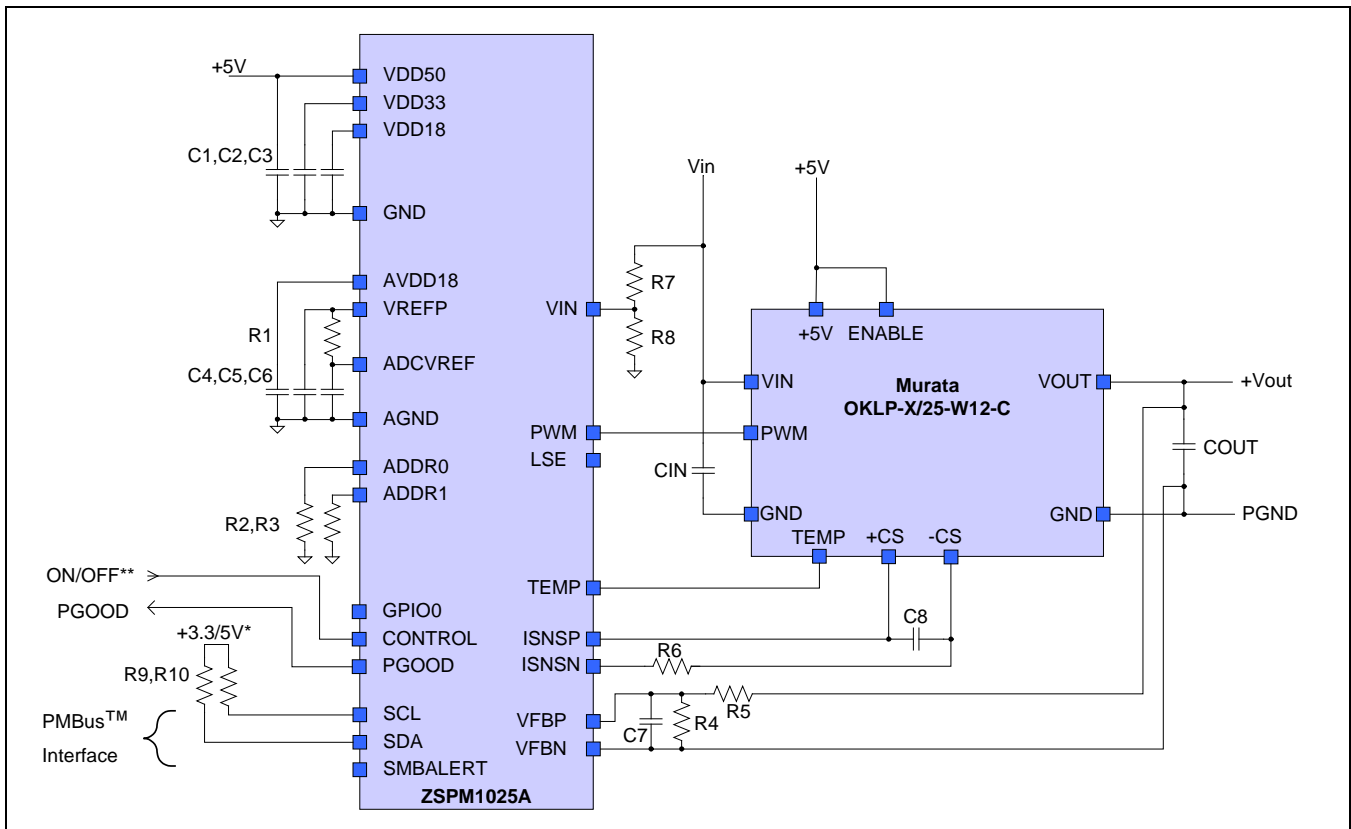 +5V
VDD50
VDD33
VDD18
C1,C2,C3
GND
AVDD18
VREFP
R1
ADCVREF
C4,C5,C6
AGND
ADDR0
ADDR1
R2,R3
ON/OFF**
PGOOD
GPIO0
CONTROL
PGOOD
+3.3/5V*
R9,R10
SCL
SDA
SMBALERT
PMBus™
Interface
ZSPM1025A
VIN
PWM
LSE
TEMP
ISNSP
ISNSN
VFBP
VFBN
Vin
R7
R8
CIN
+5V
+5V
ENABLE
VIN
Murata
OKLP-X/25-W12-C
VOUT
PWM
GND
GND
TEMP
+CS
-CS
+Vout
COUT
PGND
C8
R6
R5
C7
R4